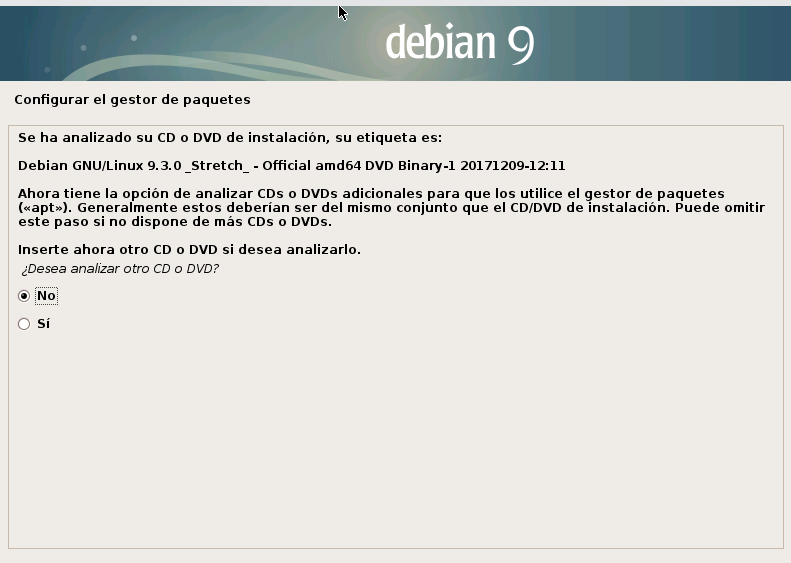 debian 9
Configurar el gestor de paquetes
Se ha analizado su CD o DVD de instalación, su etiqueta es:
Debian GNU/Linux 9.3.0 _Stretch_ - Official amd64 DVD Binary-1 20171209-12:11
Ahora tiene la opción de analizar CDs o DVDs adicionales para que los utilice el gestor de paquetes
(«apt»). Generalmente estos deberían ser del mismo conjunto que el CD/DVD de instalación. Puede omitir
este paso si no dispone de más CDs o DVDs.
Inserte ahora otro CD o DVD si desea analizarlo.
¿Desea analizar otro CD o DVD?
No
Sí